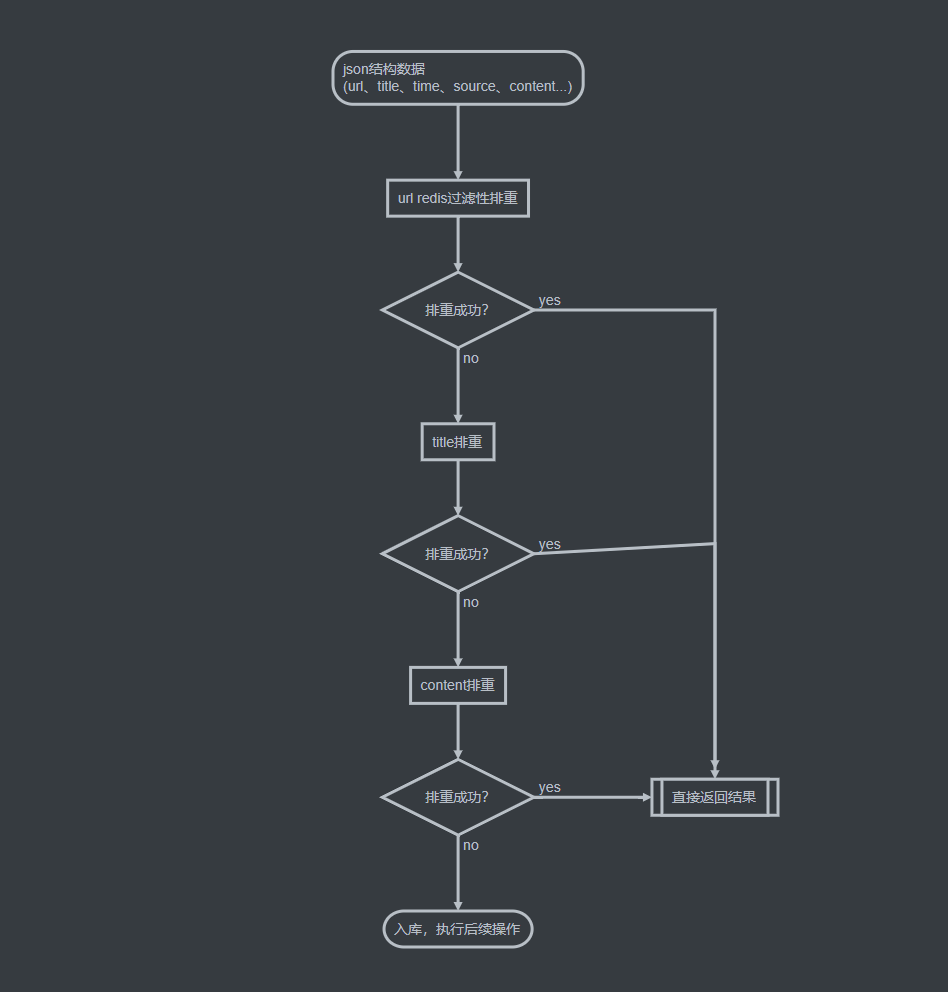 json结构数据
(url、title、time、source、content...)
url redis过滤性排重
排重成功?
yes
no
title排重
排重成功?
yes
no
content排重
排重成功?
yes
直接返回结果
no
入库，执行后续操作